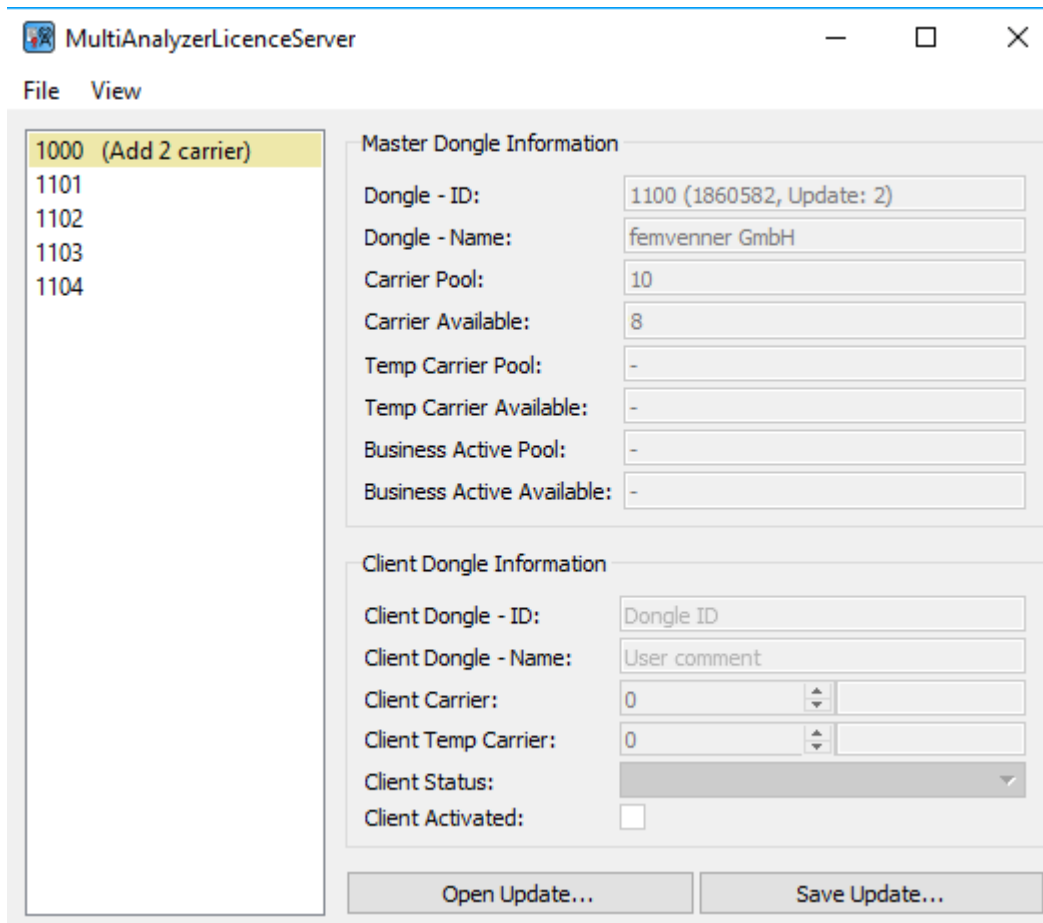 MultiAnalyzerLicenceServer
File View
1000 (Add 2 carrier)
1101
1102
1103
1104
Master Dongle Information
Dongle - ID: 1100 (1860582, Update: 2)
Dongle - Name: femvenner GmbH
Carrier Pool: 10
Carrier Available: 8
Temp Carrier Pool: -
Temp Carrier Available: -
Business Active Pool: -
Business Active Available: -
Client Dongle Information
Client Dongle - ID: Dongle ID
Client Dongle - Name: User comment
Client Carrier: 0
Client Temp Carrier: 0
Client Status:
Client Activated:
Open Update... Save Update...